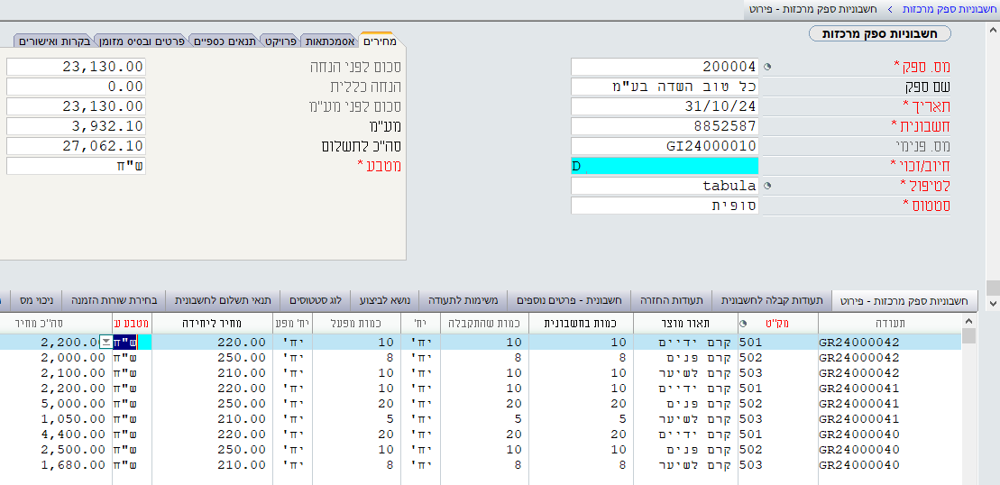 חשבוניות ספק מרכזות > חשבוניות ספק מרכזות - פירוט
חשבוניות ספק מרכזות
מס. ספק * 200004
שם ספק כל טוב השדה בע"מ
תאריך * 31/10/24
חשבונית * 8852587
מס. פנימי GI24000010
חיוב/זכוי * D
לטיפול * tabula
סטטוס * סופית
מחירים אסמכתאות פרויקט תנאים כספיים פרטים ובסיס מזומן בקרות ואישורים
סכום לפני הנחה 23,130.00
הנחה כללית 0.00
סכום לפני מע"מ 23,130.00
מע"מ 3,932.10
סה"כ לתשלום 27,062.10
מטבע * ש"ח
חשבוניות ספק מרכזות - פירוט תעודות קבלה לחשבונית תעודות החזרה חשבונית - פרטים נוספים משימות לתעודה נושא לביצוע לוג סטטוסים תנאי תשלום לחשבונית בחירת שורות הזמנה ניכוי מס
תעודה מק"ט תאור מוצר כמות בחשבונית כמות שהתקבלה יח' כמות מפעל יח' מפע מחיר ליחידה מטבע ע סה"כ מחיר
GR24000042 501 קרם ידיים 10 10 יח' 10 יח' 220.00 ש"ח 2,200.00
GR24000042 502 קרם פנים 8 8 יח' 8 יח' 250.00 ש"ח 2,000.00
GR24000042 503 קרם לשיער 10 10 יח' 10 יח' 210.00 ש"ח 2,100.00
GR24000041 501 קרם ידיים 10 10 יח' 10 יח' 220.00 ש"ח 2,200.00
GR24000041 502 קרם פנים 20 20 יח' 20 יח' 250.00 ש"ח 5,000.00
GR24000041 503 קרם לשיער 5 5 יח' 5 יח' 210.00 ש"ח 1,050.00
GR24000040 501 קרם ידיים 20 20 יח' 20 יח' 220.00 ש"ח 4,400.00
GR24000040 502 קרם פנים 10 10 יח' 10 יח' 250.00 ש"ח 2,500.00
GR24000040 503 קרם לשיער 8 8 יח' 8 יח' 210.00 ש"ח 1,680.00